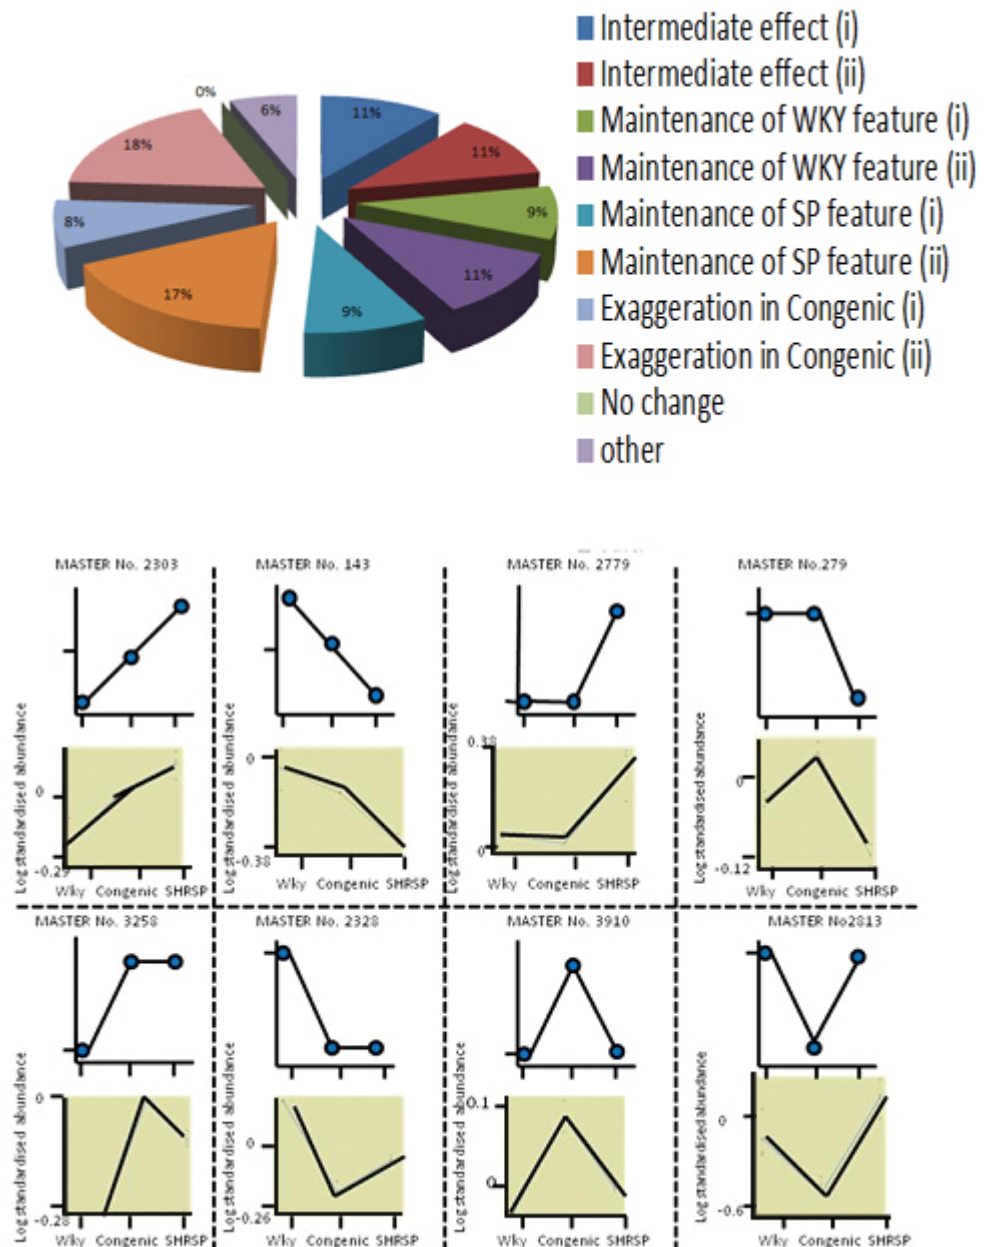 Intermediate effect (i)
Intermediate effect (ii)
Maintenance of WKY feature (i)
Maintenance of WKY feature (ii)
Maintenance of SP feature (i)
Maintenance of SP feature (ii)
Exaggeration in Congenic (i)
Exaggeration in Congenic (ii)
No change
other
0%
6%
11%
11%
9%
11%
9%
17%
8%
18%
MASTER No. 2303
MASTER No. 143
MASTER No. 2779
MASTER No.279
Log standardised abundance
0
-0.29
Wky Congenic SHRSP
Log standardised abundance
0
-0.38
Wky Congenic SHRSP
Log standardised abundance
0.38
0
Wky Congenic SHRSP
Log standardised abundance
0
-0.12
Wky Congenic SHRSP
MASTER No. 3258
MASTER No. 2328
MASTER No. 3910
MASTER No2813
Log standardised abundance
0
-0.28
Wky Congenic SHRSP
Log standardised abundance
0
-0.26
Wky Congenic SHRSP
Log standardised abundance
0.1
0
Wky Congenic SHRSP
Log standardised abundance
0
-0.6
Wky Congenic SHRSP